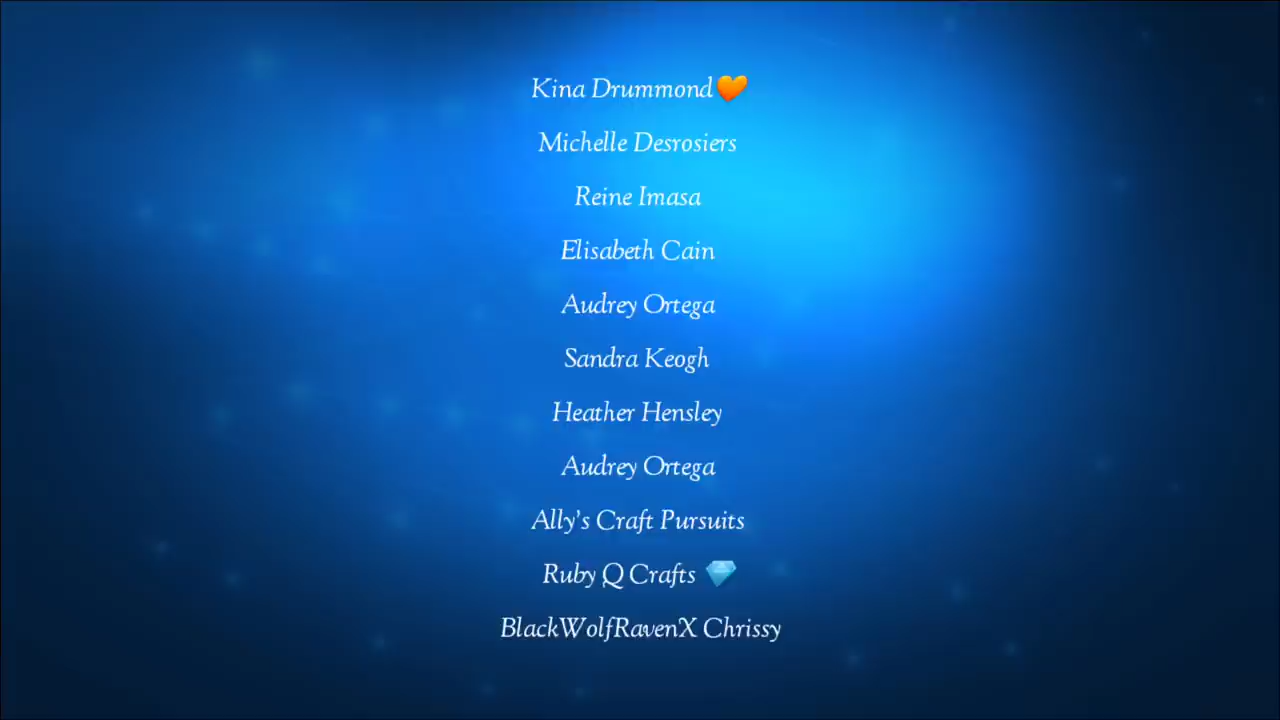 Kina Drummond🧡
Michelle Desrosiers
Reine Imasa
Elisabeth Cain
Audrey Ortega
Sandra Keogh
Heather Hensley
Audrey Ortega
Ally's Craft Pursuits
Ruby Q Crafts 💎
BlackWolfRavenX Chrissy